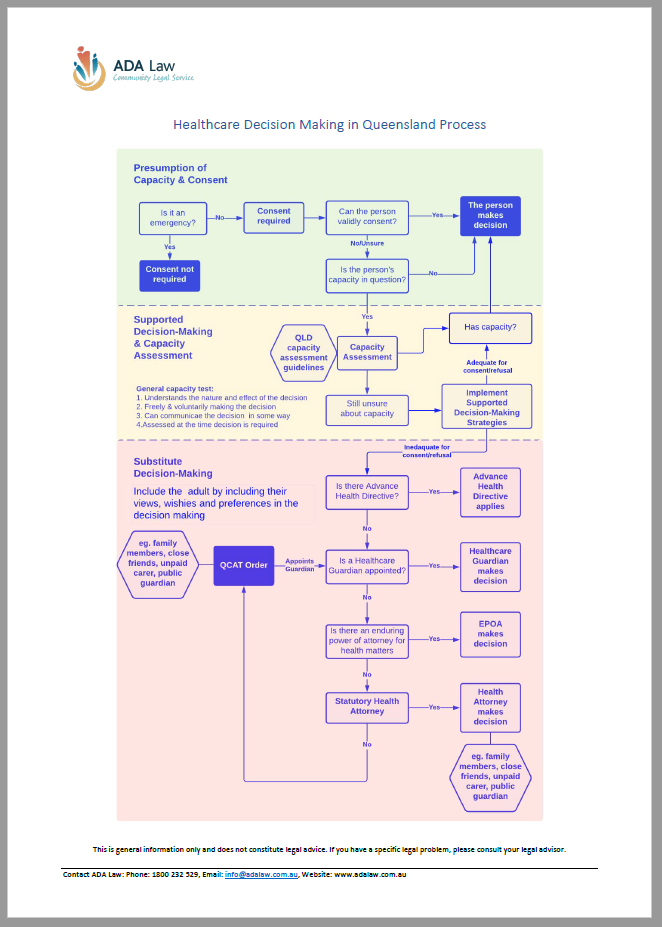 ADA Law
Community Legal Service
Healthcare Decision Making in Queensland Process
Presumption of
Capacity & Consent
Is it an
emergency?
No
Consent
required
Can the person
validly consent?
Yes
The person
makes
decision
Yes
No/Unsure
Consent not
required
Is the person's
capacity in question?
No
Yes
Supported
Decision-Making
& Capacity
Assessment
QLD
capacity
assessment
guidelines
Capacity
Assessment
Has capacity?
Adequate for
consent/refusal
General capacity test:
1. Understands the nature and effect of the decision
2. Freely & voluntarily making the decision
3. Can communicate the decision in some way
4.Assessed at the time decision is required
Still unsure
about capacity
Implement
Supported
Decision-Making
Strategies
Inedaquate for
consent/refusal
Substitute
Decision-Making
Include the adult by including their
views, wishies and preferences in the
decision making
Is there Advance
Health Directive?
Yes
Advance
Health
Directive
applies
No
eg. family
members, close
friends, unpaid
carer, public
guardian
QCAT Order
Appoints
Guardian
Is a Healthcare
Guardian appointed?
Yes
Healthcare
Guardian
makes
decision
No
Is there an enduring
power of attorney for
health matters
Yes
EPOA
makes
decision
No
Statutory Health
Attorney
Yes
Health
Attorney
makes
decision
No
eg. family
members, close
friends, unpaid
carer, public
guardian
This is general information only and does not constitute legal advice. If you have a specific legal problem, please consult your legal advisor.
Contact ADA Law: Phone: 1800 232 529, Email: info@adalaw.com.au, Website: www.adalaw.com.au